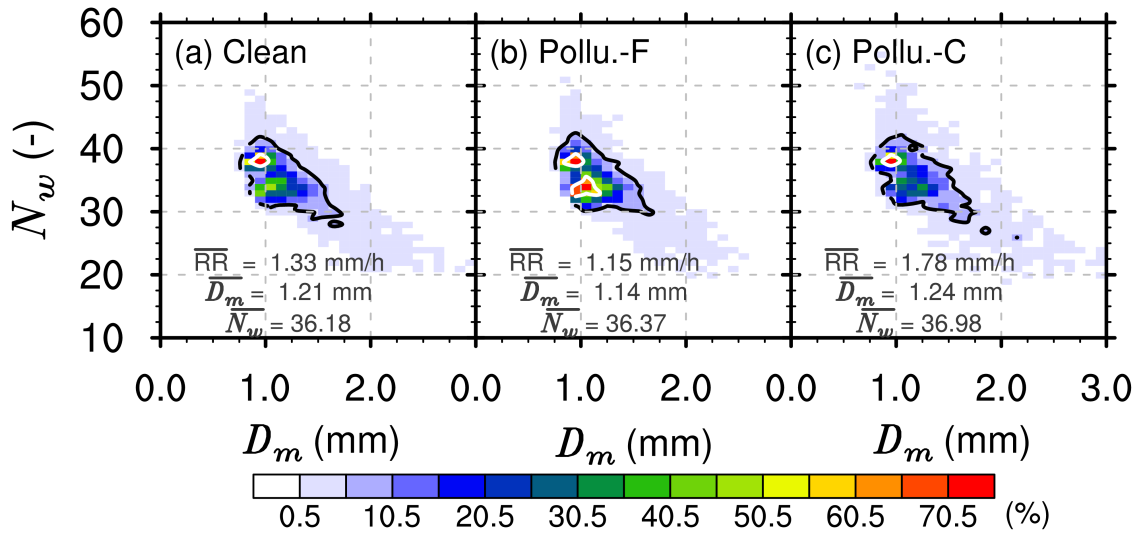 60
50
40
30
20
10
N_w (-)
(a) Clean
(b) Pollu.-F
(c) Pollu.-C
RR = 1.33 mm/h
D_m = 1.21 mm
N_w = 36.18
RR = 1.15 mm/h
D_m = 1.14 mm
N_w = 36.37
RR = 1.78 mm/h
D_m = 1.24 mm
N_w = 36.98
0.0 1.0 2.0 0.0 1.0 2.0 0.0 1.0 2.0 3.0
D_m (mm) D_m (mm) D_m (mm)
0.5 10.5 20.5 30.5 40.5 50.5 60.5 70.5 (%)